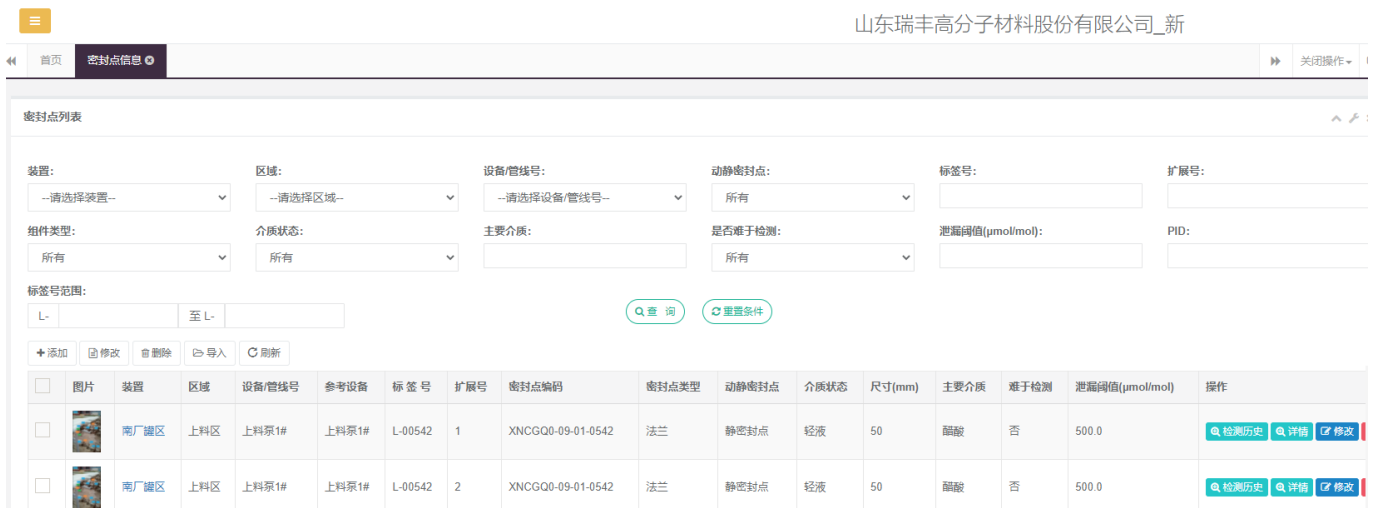 山东瑞丰高分子材料股份有限公司_新
首页 密封点信息 关闭操作
密封点列表
装置: 区域: 设备/管线号: 动静密封点: 标签号: 扩展号:
--请选择装置-- --请选择区域-- --请选择设备/管线号-- 所有
组件类型: 介质状态: 主要介质: 是否难于检测: 泄漏阈值(μmol/mol): PID:
所有 所有 所有
标签号范围:
L- 至 L- 查 询 重置条件
添加 修改 删除 导入 刷新
图片 装置 区域 设备/管线号 参考设备 标 签 号 扩展号 密封点编码 密封点类型 动静密封点 介质状态 尺寸(mm) 主要介质 难于检测 泄漏阈值(μmol/mol) 操作
南厂罐区 上料区 上料泵1# 上料泵1# L-00542 1 XNCGQ0-09-01-0542 法兰 静密封点 轻液 50 醋酸 否 500.0 检测历史 详情 修改
南厂罐区 上料区 上料泵1# 上料泵1# L-00542 2 XNCGQ0-09-01-0542 法兰 静密封点 轻液 50 醋酸 否 500.0 检测历史 详情 修改